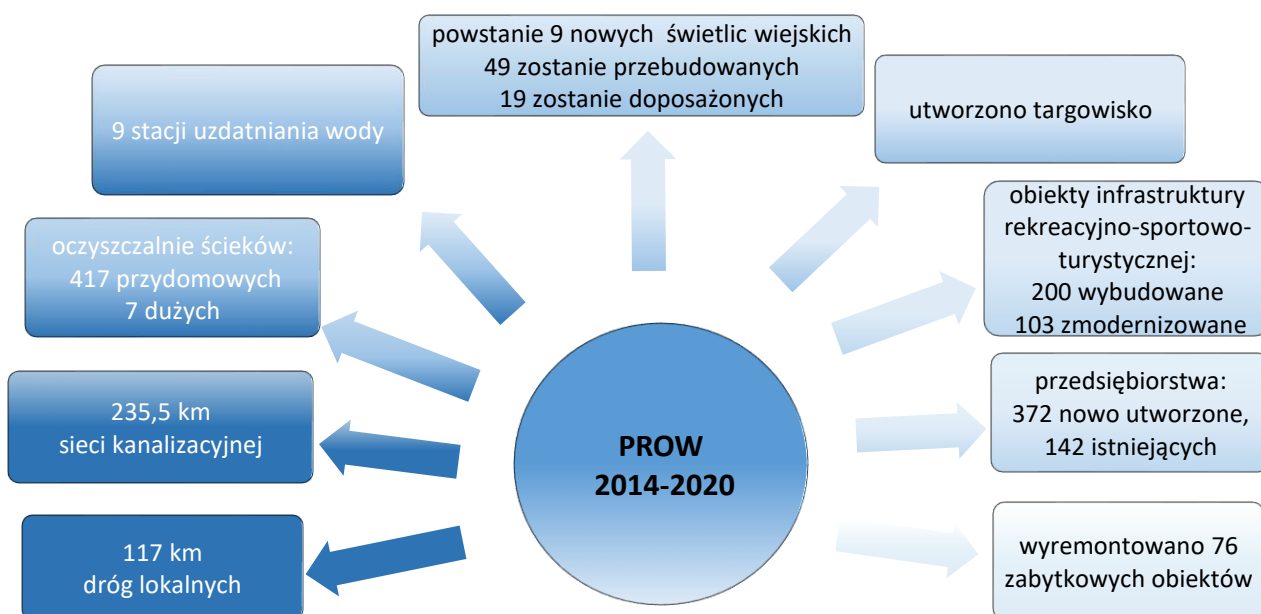 powstanie 9 nowych świetlic wiejskich
49 zostanie przebudowanych
19 zostanie doposażonych
9 stacji uzdatniania wody
utworzono targowisko
oczyszczalnie ścieków:
417 przydomowych
7 dużych
obiekty infrastruktury
rekreacyjno-sportowo-
turystycznej:
200 wybudowane
103 zmodernizowane
235,5 km
sieci kanalizacyjnej
przedsiębiorstwa:
372 nowo utworzone,
142 istniejących
PROW
2014-2020
117 km
dróg lokalnych
wyremontowano 76
zabytkowych obiektów